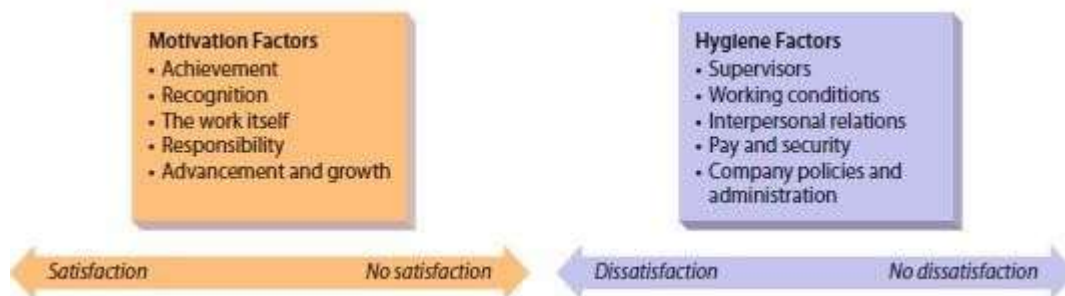 Motivation Factors
• Achievement
• Recognition
• The work itself
• Responsibility
• Advancement and growth
Hygiene Factors
• Supervisors
• Working conditions
• Interpersonal relations
• Pay and security
• Company policies and
administration
Satisfaction
No satisfaction
Dissatisfaction
No dissatisfaction